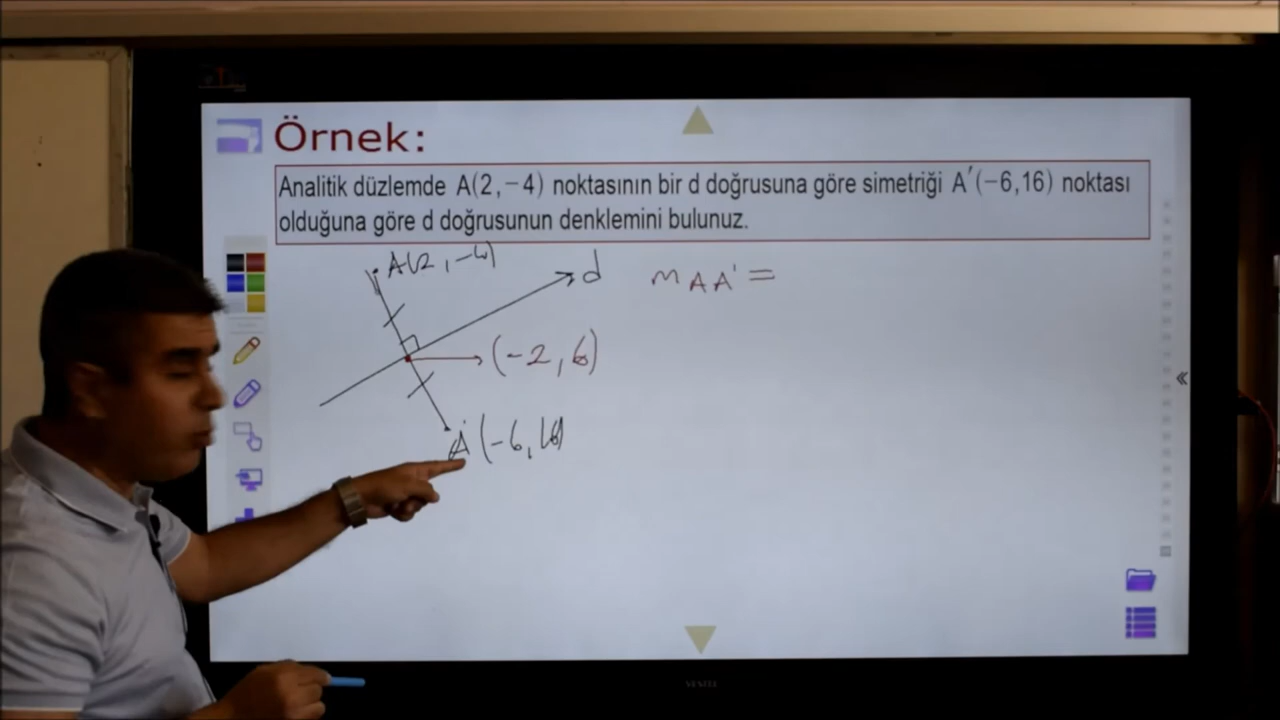 Örnek:
Analitik düzlemde A(2,−4) noktasının bir d doğrusuna göre simetriği A′(−6,16) noktası
olduğuna göre d doğrusunun denklemini bulunuz.
A(2,-4)
d
m AA' =
(-2,6)
A'(-6,16)
VESTEL